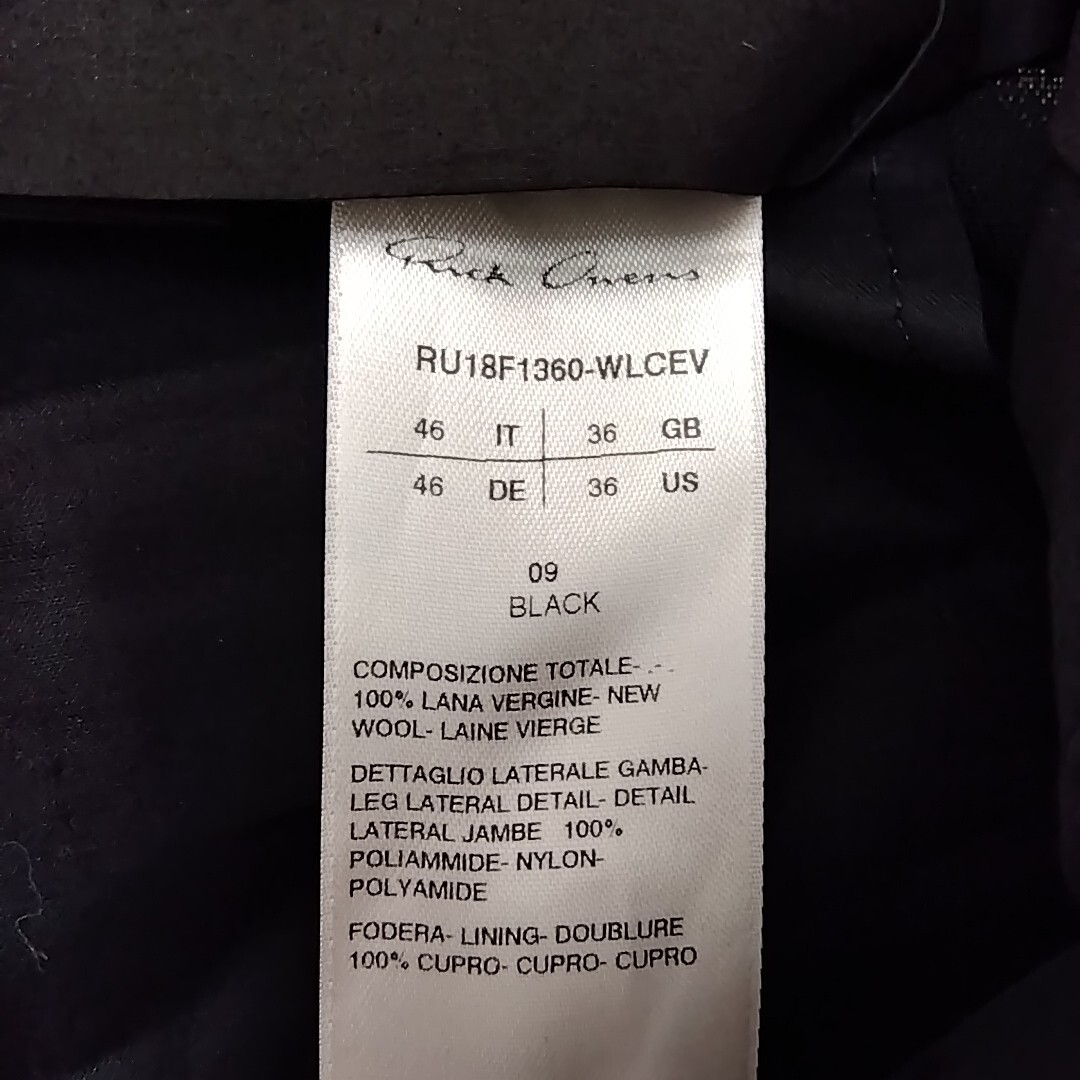 Rick Owens
RU18F1360-WLCEV
46 IT 36 GB
46 DE 36 US
09
BLACK
COMPOSIZIONE TOTALE- .-.
100% LANA VERGINE- NEW
WOOL- LAINE VIERGE
DETTAGLIO LATERALE GAMBA-
LEG LATERAL DETAIL- DETAIL
LATERAL JAMBE 100%
POLIAMMIDE- NYLON-
POLYAMIDE
FODERA- LINING- DOUBLURE
100% CUPRO- CUPRO- CUPRO